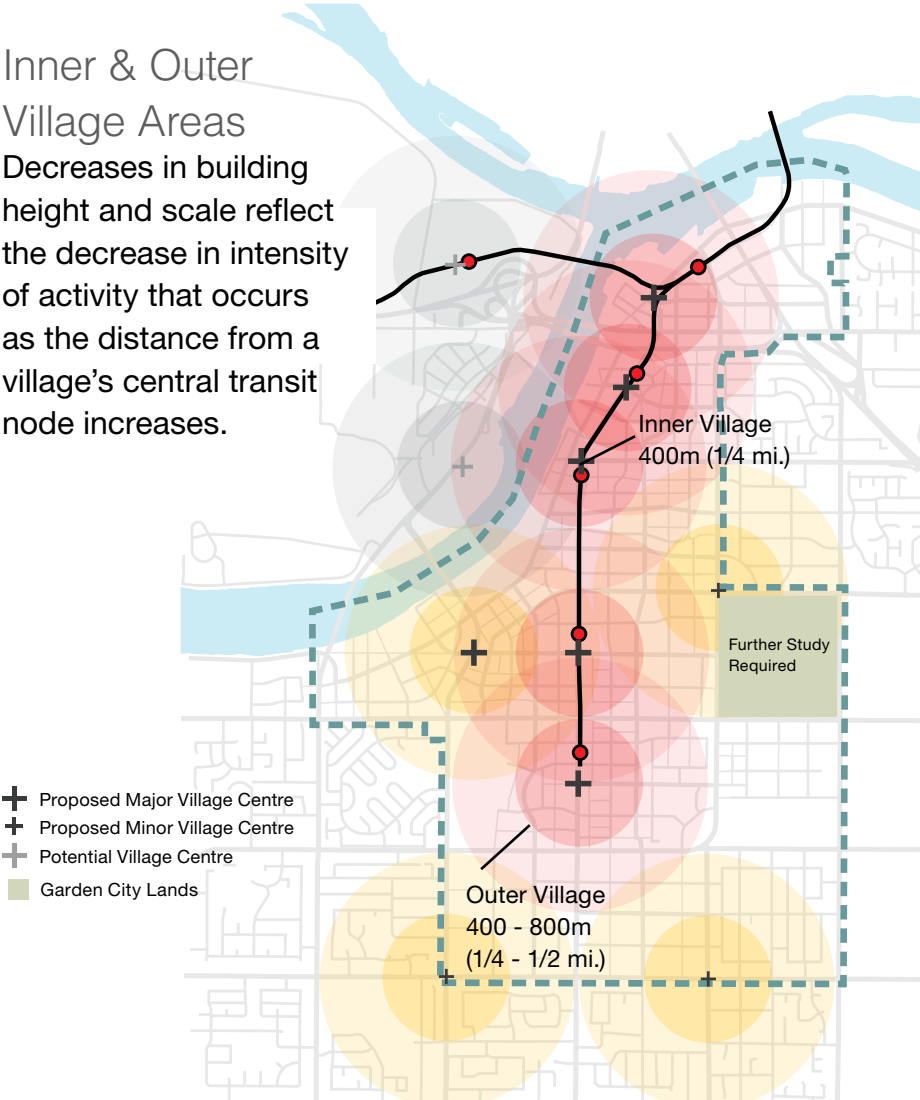 Inner & Outer
Village Areas
Decreases in building
height and scale reflect
the decrease in intensity
of activity that occurs
as the distance from a
village's central transit
node increases.
Inner Village
400m (1/4 mi.)
Further Study
Required
Proposed Major Village Centre
Proposed Minor Village Centre
Potential Village Centre
Garden City Lands
Outer Village
400 - 800m
(1/4 - 1/2 mi.)